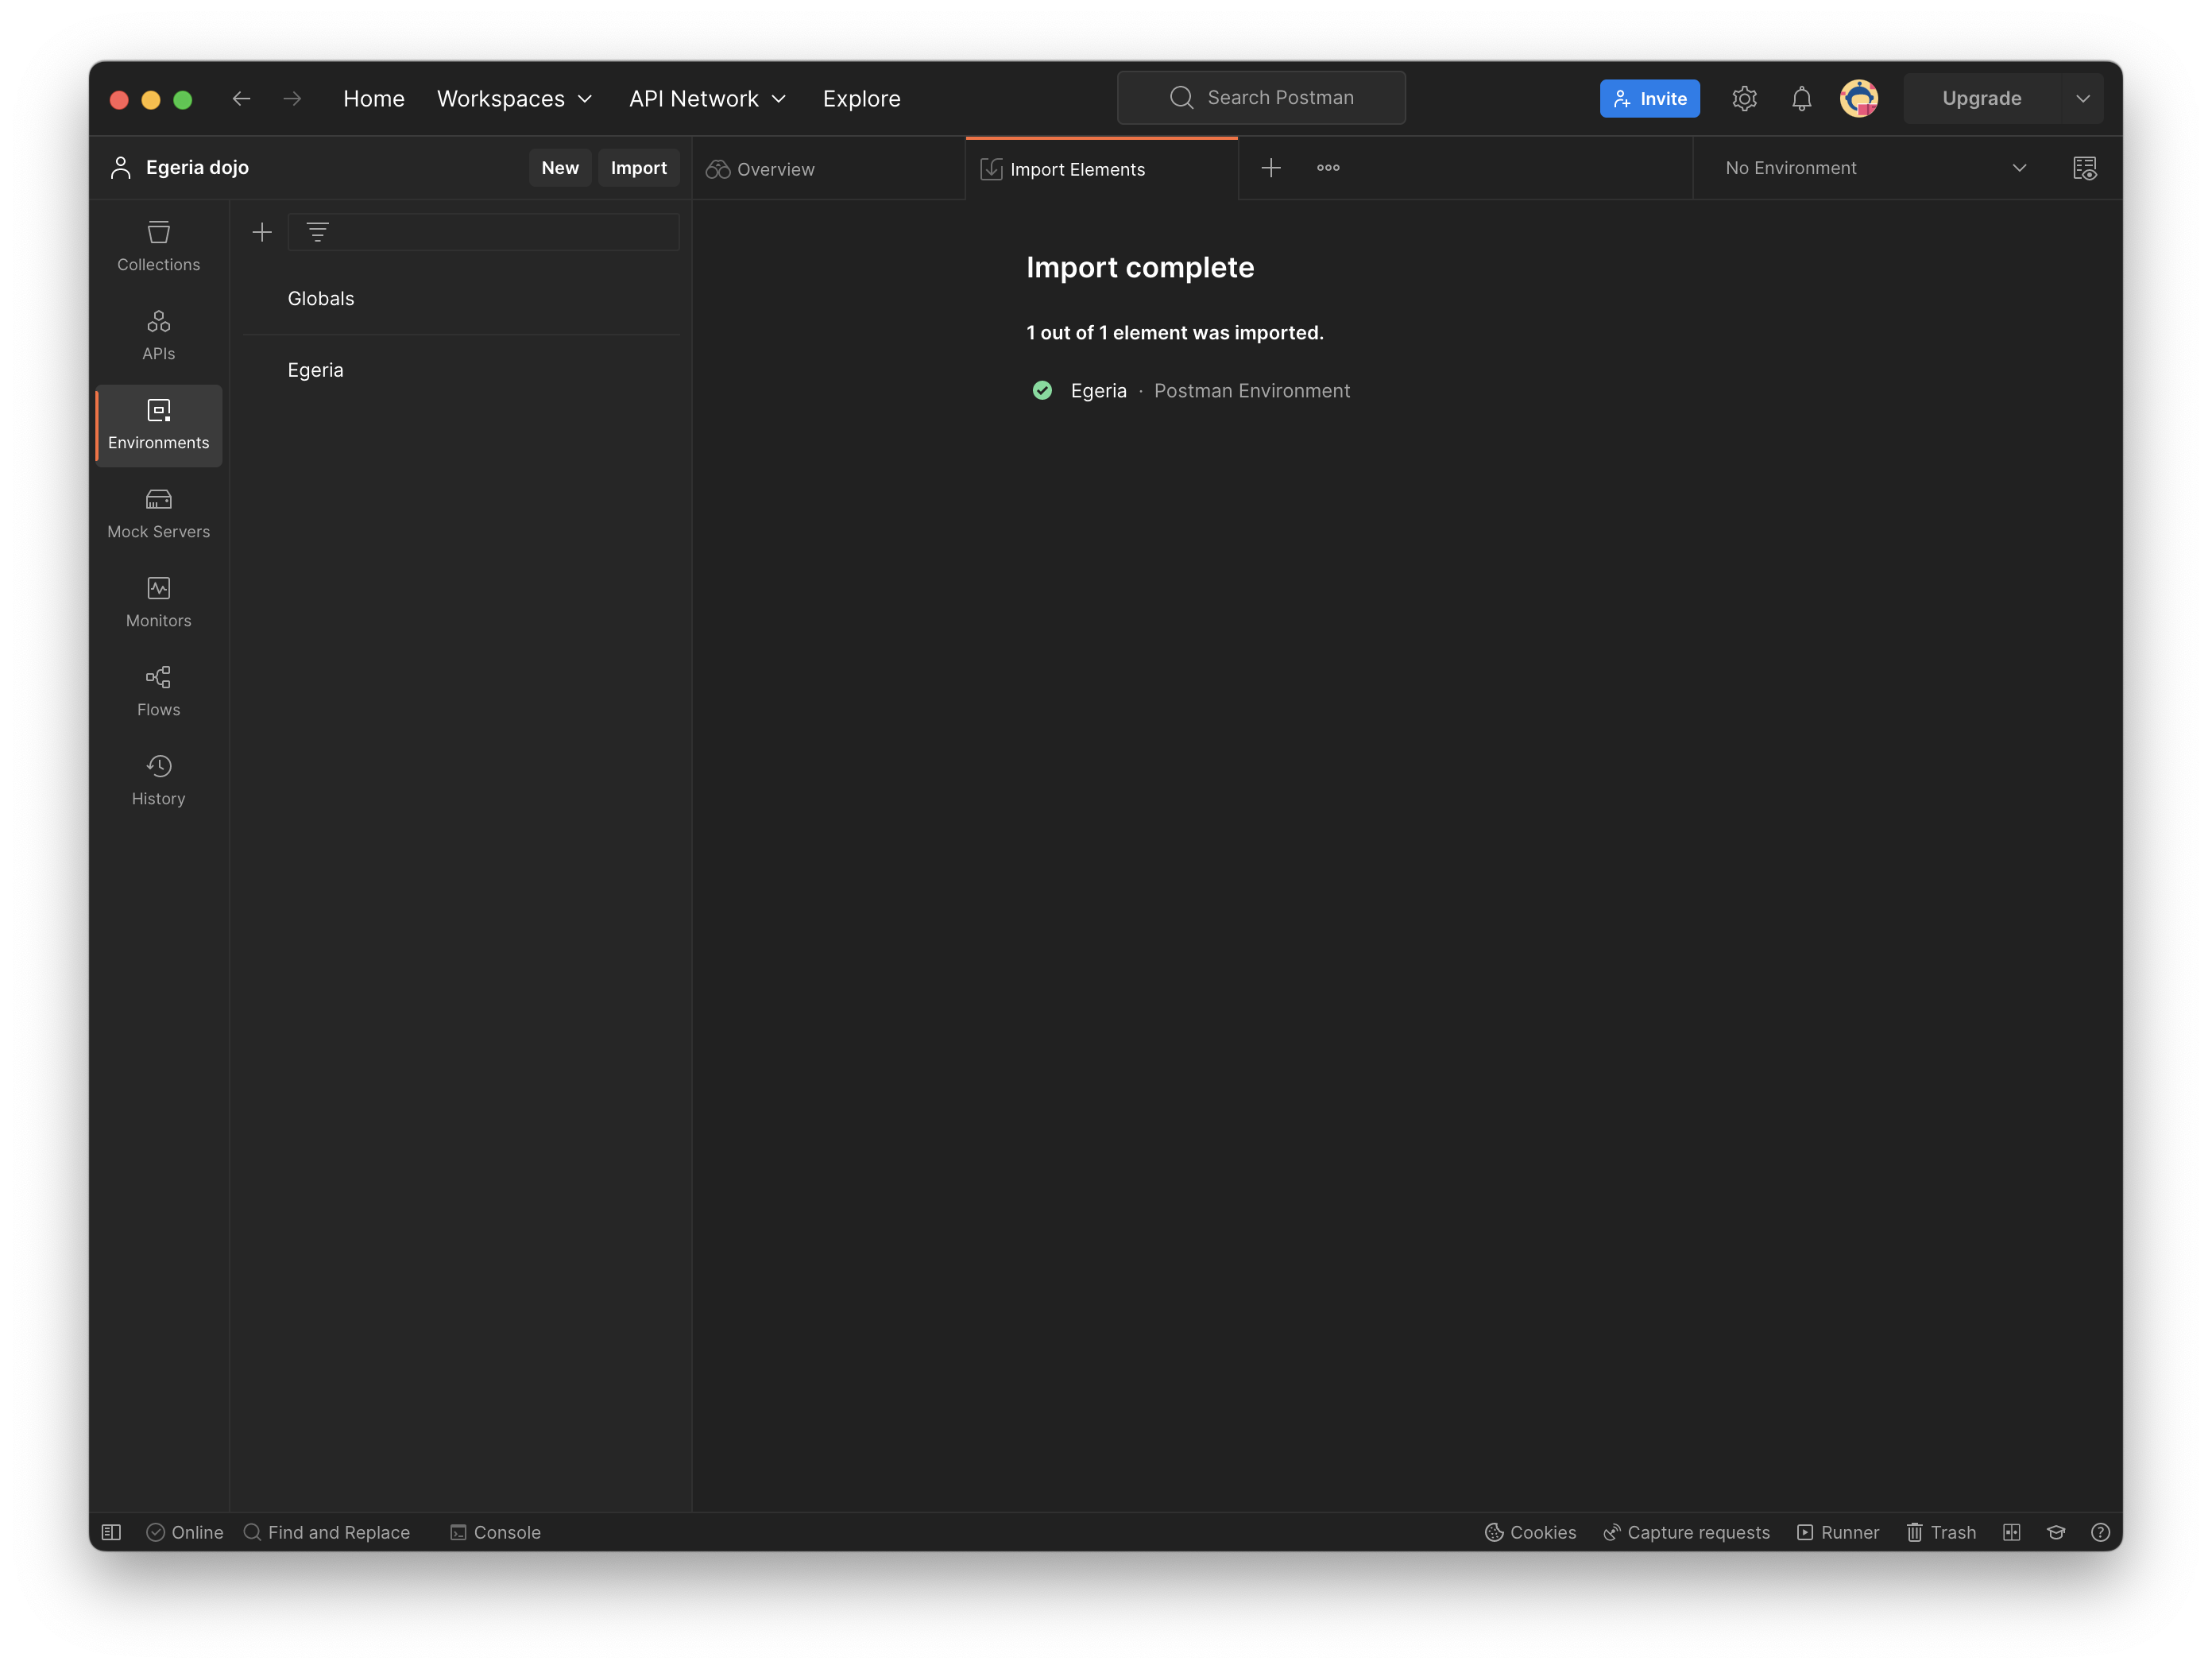 Home Workspaces API Network Explore Search Postman Invite Upgrade
Egeria dojo New Import Overview Import Elements No Environment
Collections
APIs
Environments
Mock Servers
Monitors
Flows
History
Globals
Egeria
Import complete
1 out of 1 element was imported.
Egeria · Postman Environment
Online Find and Replace Console Cookies Capture requests Runner Trash